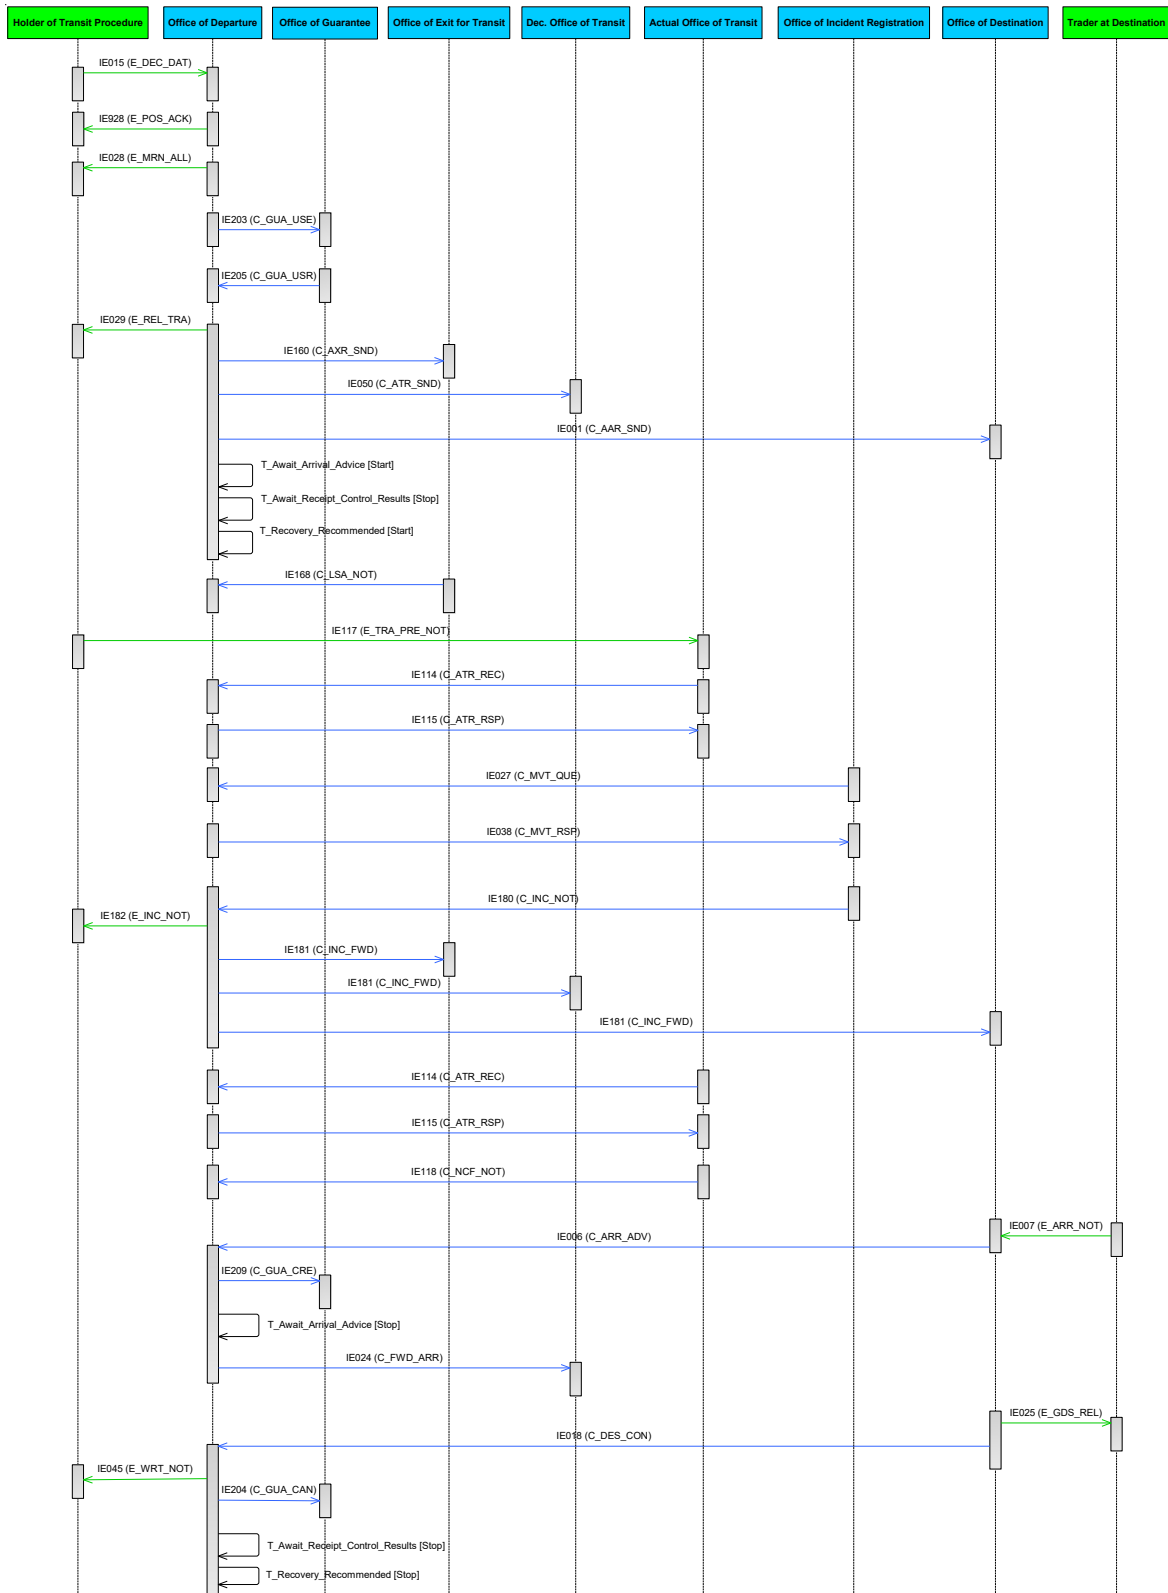 Holder of Transit Procedure
Office of Departure
Office of Guarantee
Office of Exit for Transit
Dec. Office of Transit
Actual Office of Transit
Office of Incident Registration
Office of Destination
Trader at Destination
IE015 (E_DEC_DAT)
IE928 (E_POS_ACK)
IE028 (E_MRN_ALL)
IE203 (C_GUA_USE)
IE205 (C_GUA_USR)
IE029 (E_REL_TRA)
IE160 (C_AXR_SND)
IE050 (C_ATR_SND)
IE001 (C_AAR_SND)
T_Await_Arrival_Advice [Start]
T_Await_Receipt_Control_Results [Stop]
T_Recovery_Recommended [Start]
IE168 (C_LSA_NOT)
IE117 (E_TRA_PRE_NOT)
IE114 (C_ATR_REC)
IE115 (C_ATR_RSP)
IE027 (C_MVT_QUE)
IE038 (C_MVT_RSP)
IE180 (C_INC_NOT)
IE182 (E_INC_NOT)
IE181 (C_INC_FWD)
IE181 (C_INC_FWD)
IE181 (C_INC_FWD)
IE114 (C_ATR_REC)
IE115 (C_ATR_RSP)
IE118 (C_NCF_NOT)
IE007 (E_ARR_NOT)
IE006 (C_ARR_ADV)
IE209 (C_GUA_CRE)
T_Await_Arrival_Advice [Stop]
IE024 (C_FWD_ARR)
IE025 (E_GDS_REL)
IE018 (C_DES_CON)
IE045 (E_WRT_NOT)
IE204 (C_GUA_CAN)
T_Await_Receipt_Control_Results [Stop]
T_Recovery_Recommended [Stop]